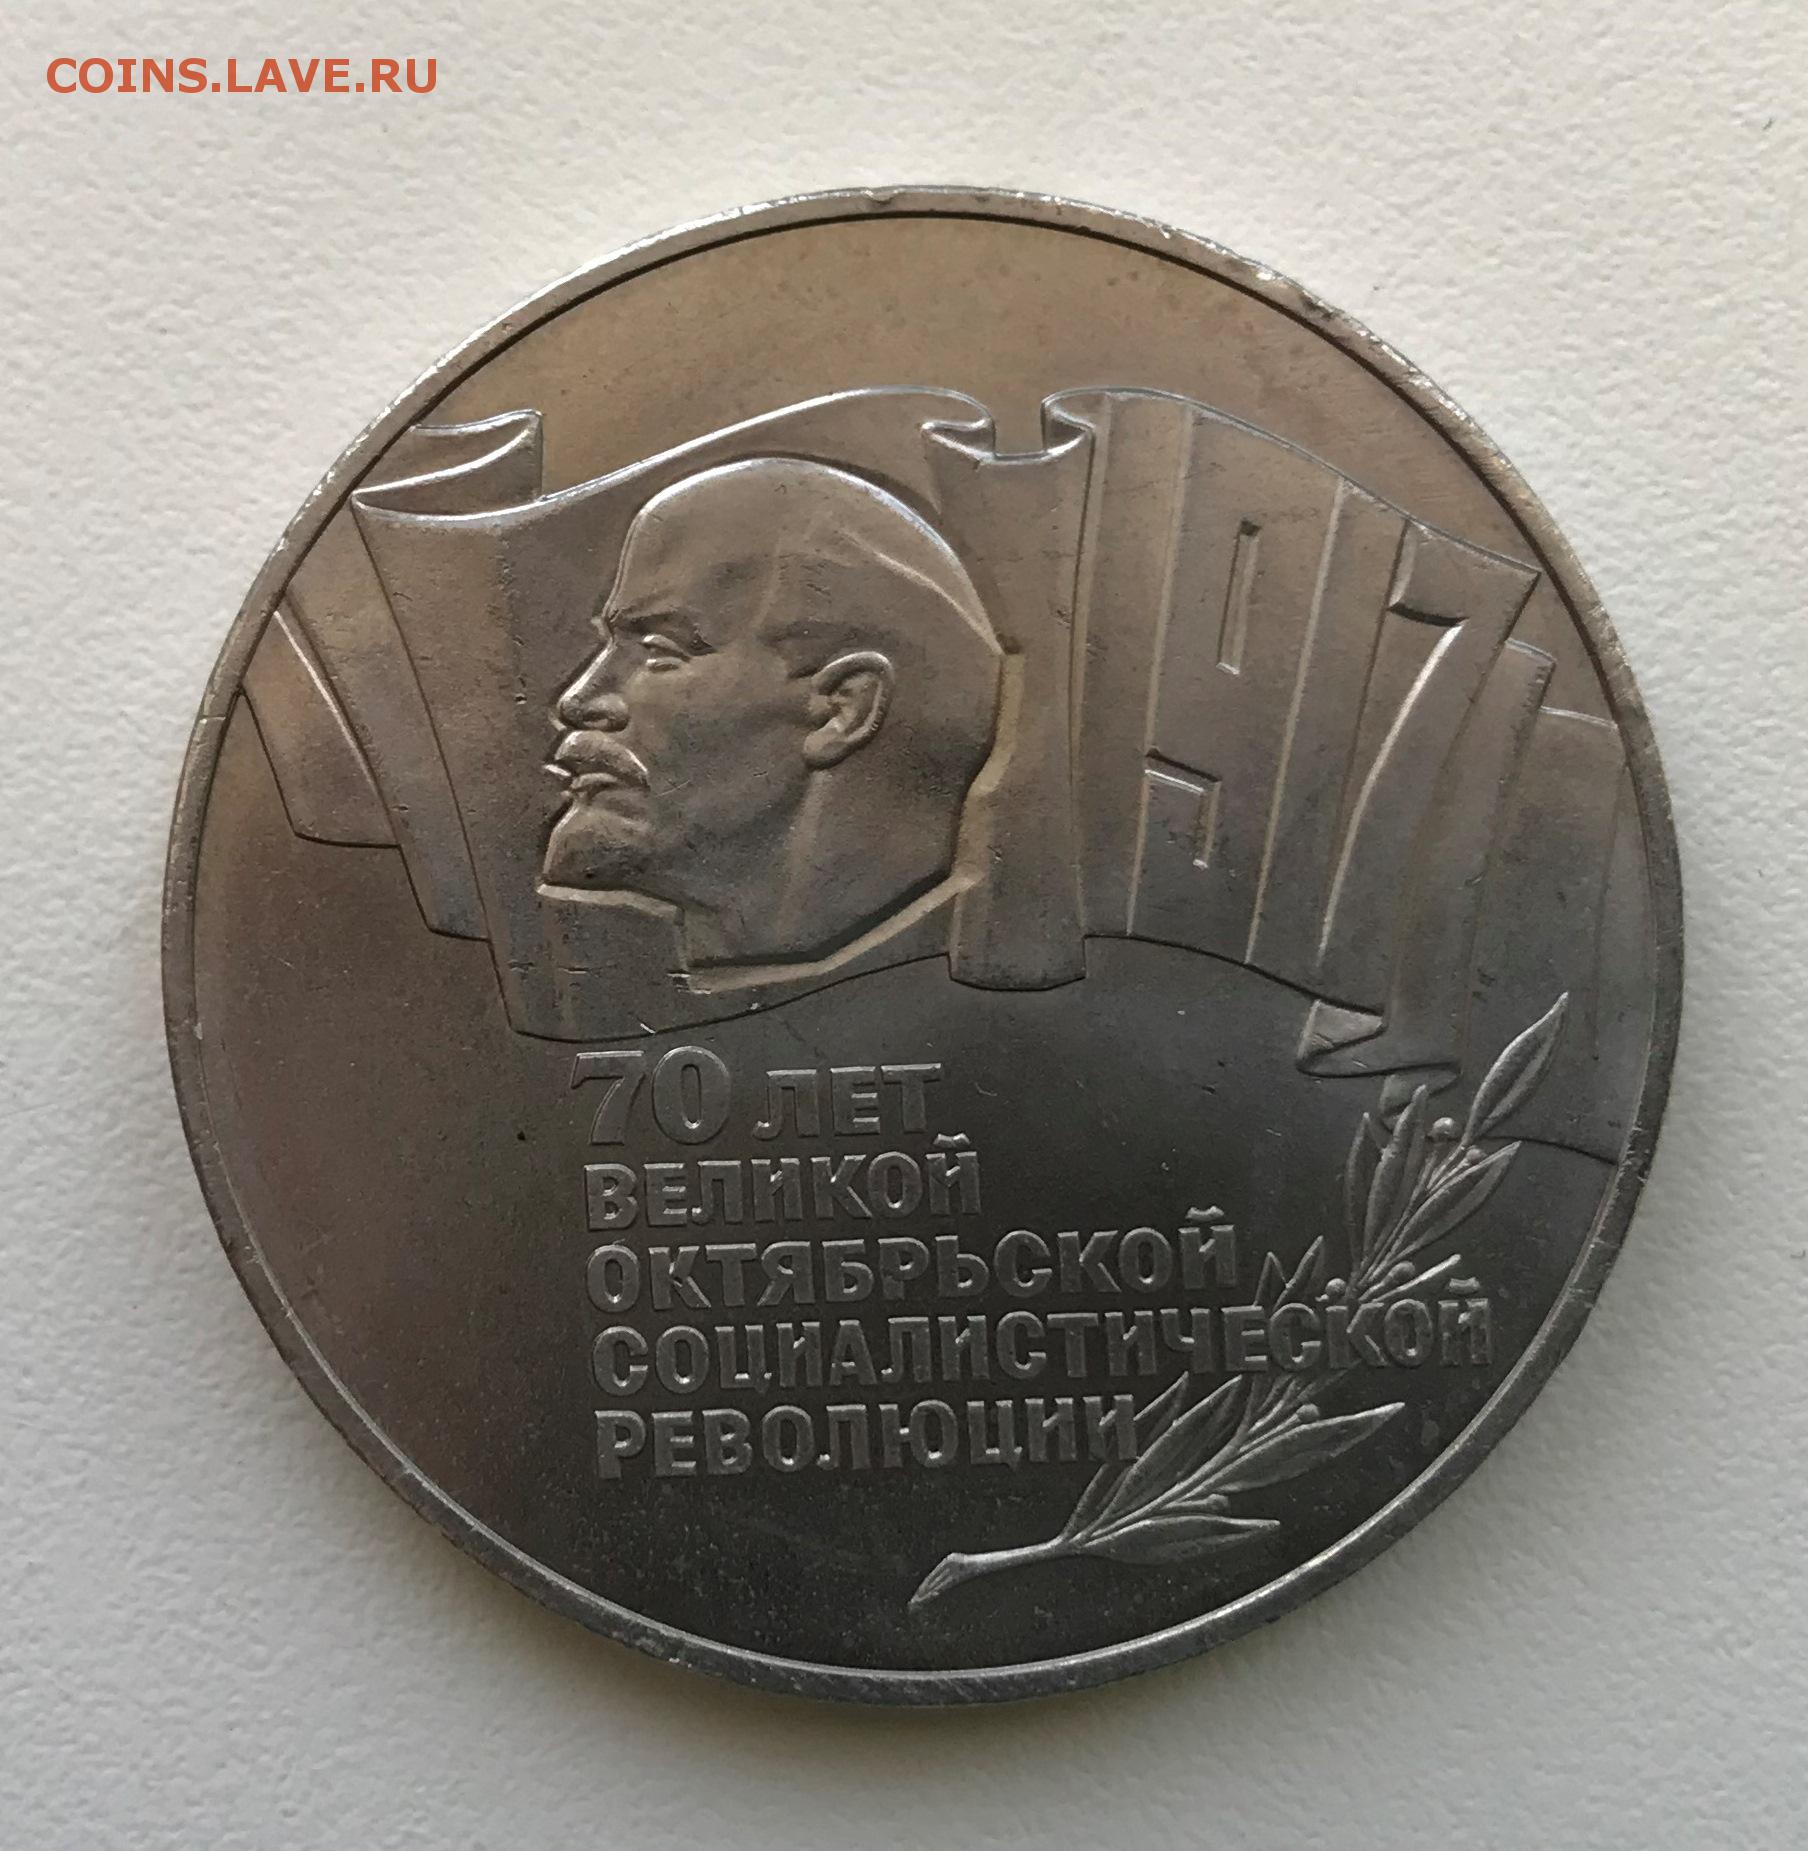 COINS.LAVE.RU
1917
70 ЛЕТ
ВЕЛИКОЙ
ОКТЯБРЬСКОЙ
СОЦИАЛИСТИЧЕСКОЙ
РЕВОЛЮЦИИ